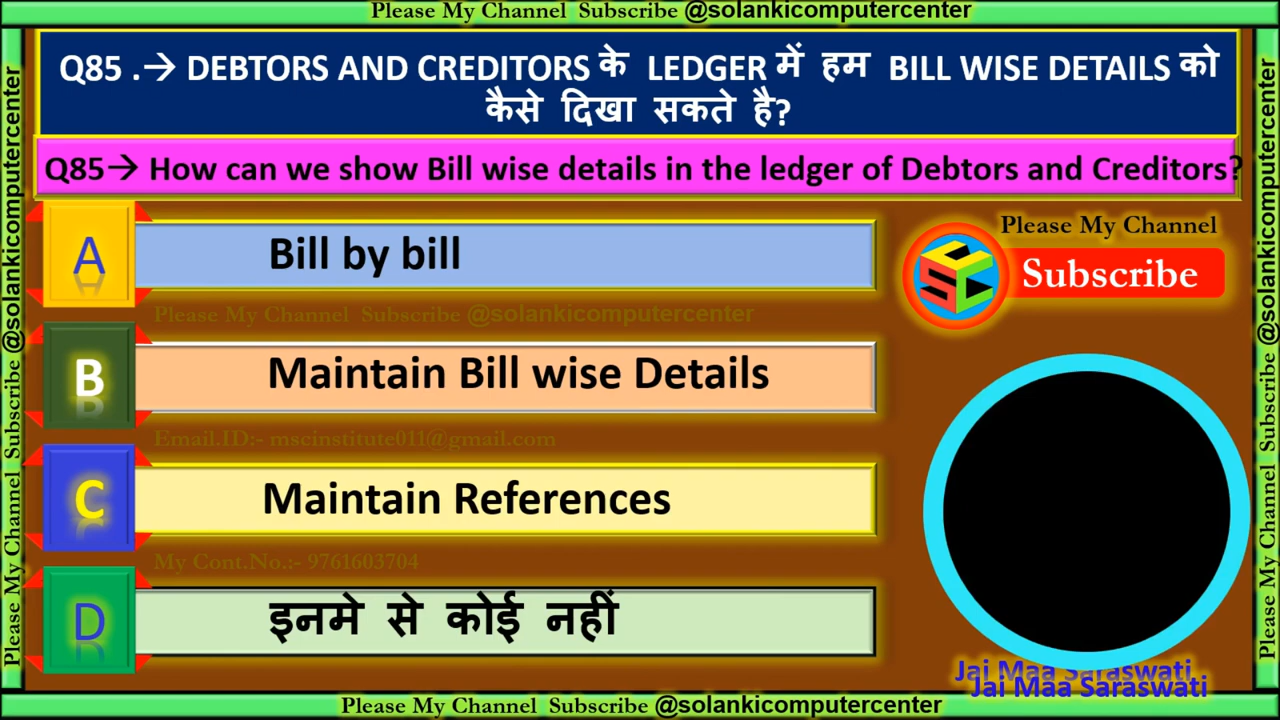 Please My Channel Subscribe @solankicomputercenter
Q85 .→ DEBTORS AND CREDITORS के LEDGER में हम BILL WISE DETAILS को
कैसे दिखा सकते है?
Q85→ How can we show Bill wise details in the ledger of Debtors and Creditors?
A
Bill by bill
Please My Channel Subscribe @solankicomputercenter
B
Maintain Bill wise Details
Email.ID:- mscinstitute011@gmail.com
C
Maintain References
My Cont.No.:- 9761603704
D
इनमे से कोई नहीं
Please My Channel
Subscribe
SCC
Jai Maa Saraswati
Jai Maa Saraswati
Please My Channel Subscribe @solankicomputercenter
Please My Channel Subscribe @solankicomputercenter
Please My Channel Subscribe @solankicomputercenter